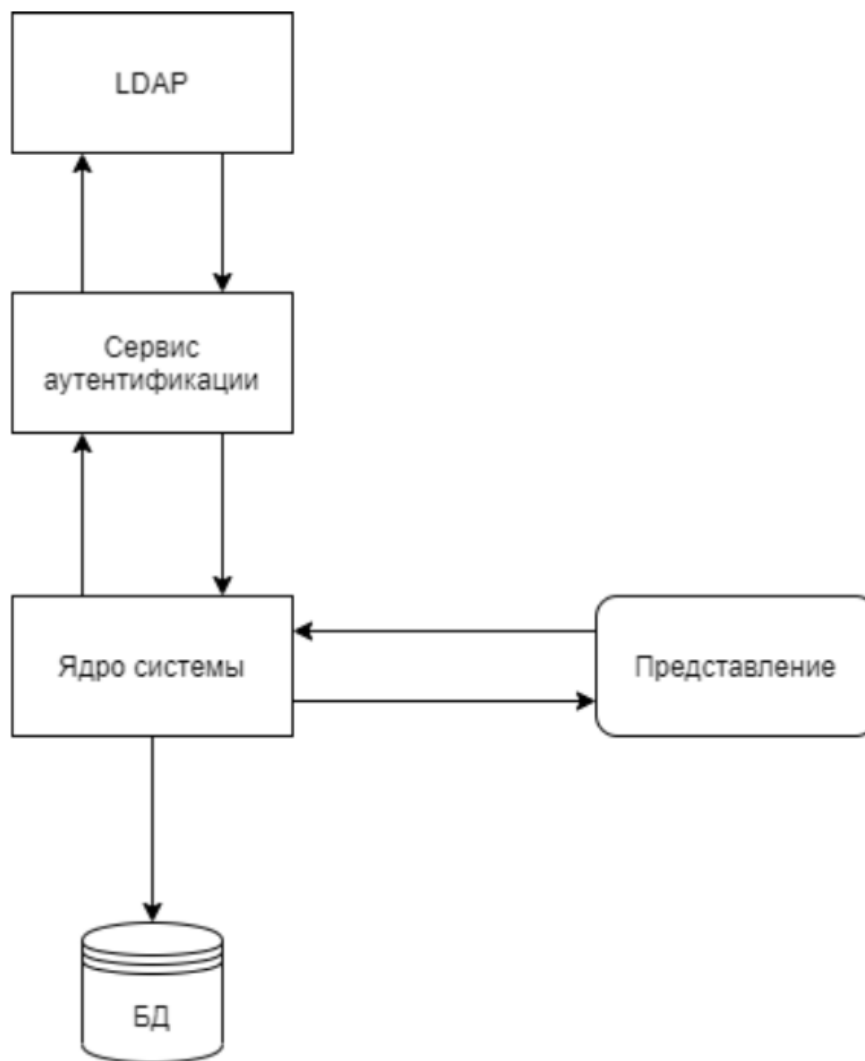 LDAP
Сервис
аутентификации
Ядро системы
Представление
БД